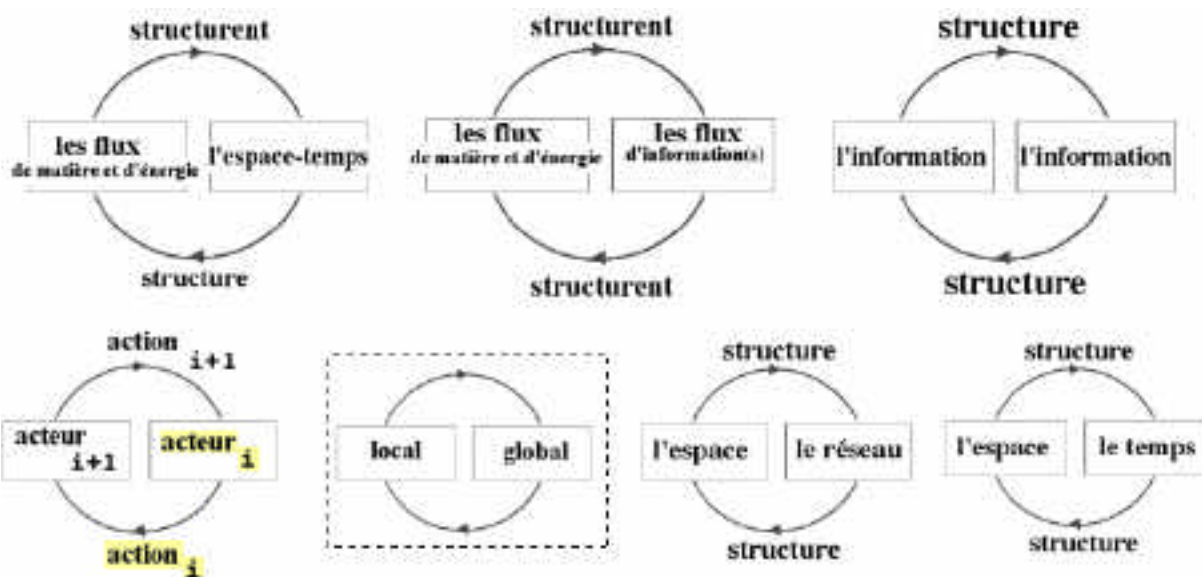 structurent
les flux
de matière et d'énergie
l'espace-temps
structure
structurent
les flux
de matière et d'énergie
les flux
d'information(s)
structurent
structure
l'information
l'information
structure
action i+1
acteur i+1
acteur i
action i
local
global
structure
l'espace
le réseau
structure
structure
l'espace
le temps
structure